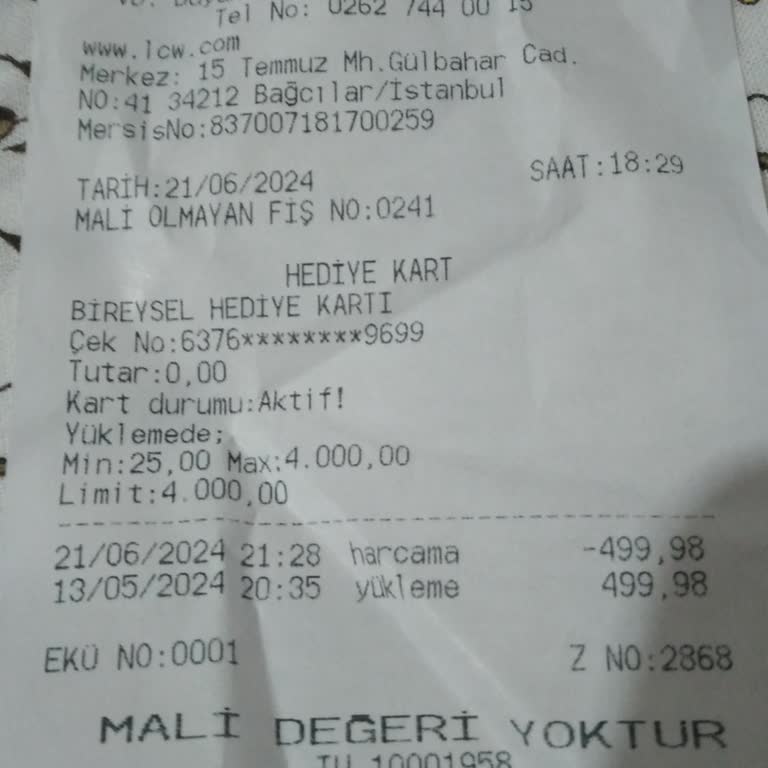 Tel No: 0262 744 00 15
www.lcw.com
Merkez: 15 Temmuz Mh.Gülbahar Cad.
NO:41 34212 Bağcılar/İstanbul
MersisNo:837007181700259
TARİH:21/06/2024 SAAT:18:29
MALİ OLMAYAN FİŞ NO:0241
HEDİYE KART
BİREYSEL HEDİYE KARTI
Çek No:6376********9699
Tutar:0,00
Kart durumu:Aktif!
Yüklemede;
Min:25,00 Max:4.000,00
Limit:4.000,00
21/06/2024 21:28 harcama -499,98
13/05/2024 20:35 yükleme 499,98
EKÜ NO:0001 Z NO:2868
MALİ DEĞERİ YOKTUR
10001958